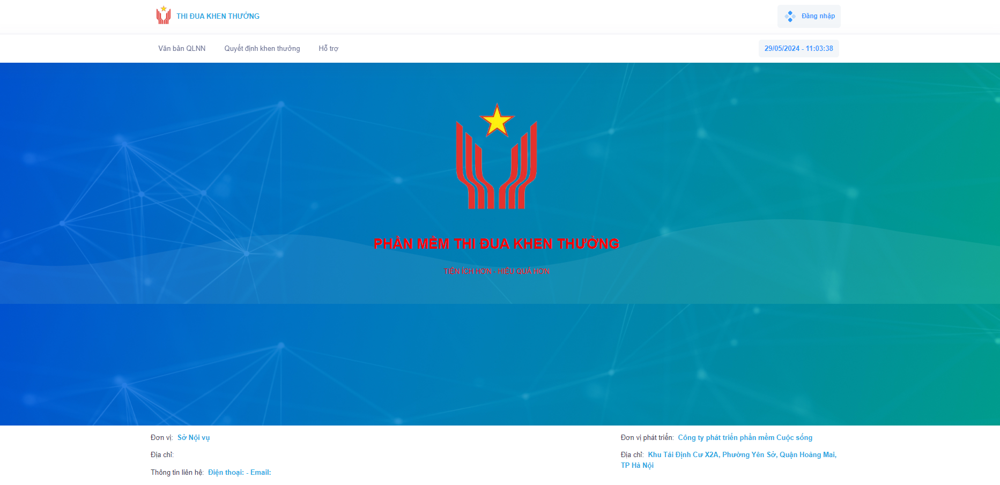 THI ĐUA KHEN THƯỞNG
Đăng nhập
Văn bản QLNN
Quyết định khen thưởng
Hỗ trợ
29/05/2024 - 11:03:38
PHẦN MỀM THI ĐUA KHEN THƯỞNG
TIỆN ÍCH HƠN - HIỆU QUẢ HƠN
Đơn vị: Sở Nội vụ
Địa chỉ:
Thông tin liên hệ: Điện thoại: - Email:
Đơn vị phát triển: Công ty phát triển phần mềm Cuộc sống
Địa chỉ: Khu Tái Định Cư X2A, Phường Yên Sở, Quận Hoàng Mai,
TP Hà Nội